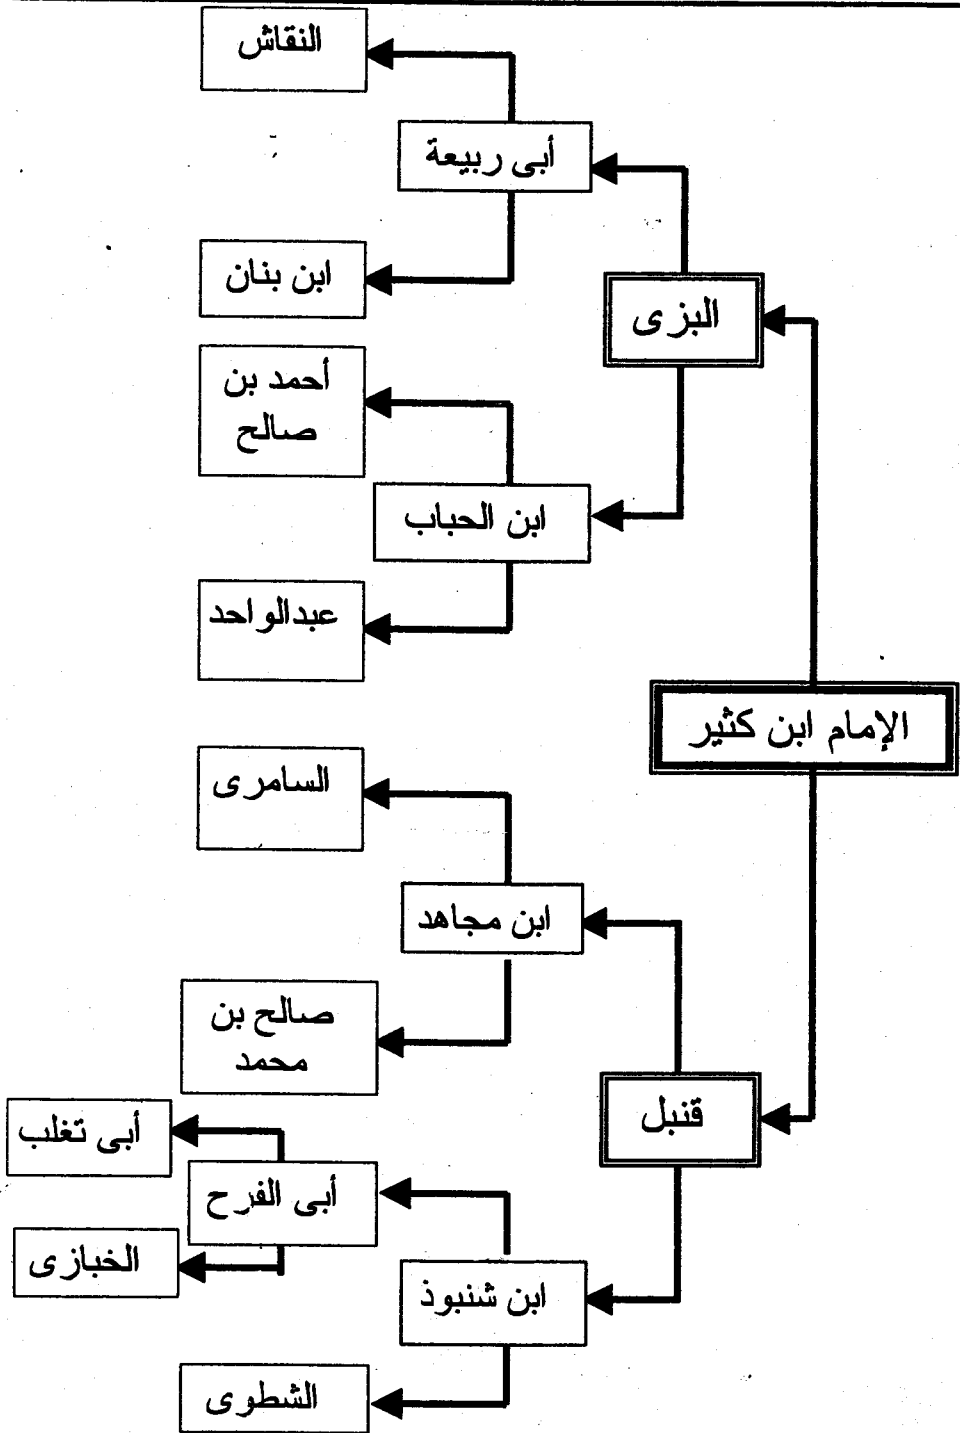 النقاش
أبى ربيعة
ابن بنان
البزى
أحمد بن
صالح
ابن الحباب
عبدالواحد
الإمام ابن كثير
السامرى
ابن مجاهد
صالح بن
محمد
قنبل
أبى تغلب
أبى الفرح
الخبازى
ابن شنبوذ
الشطوى